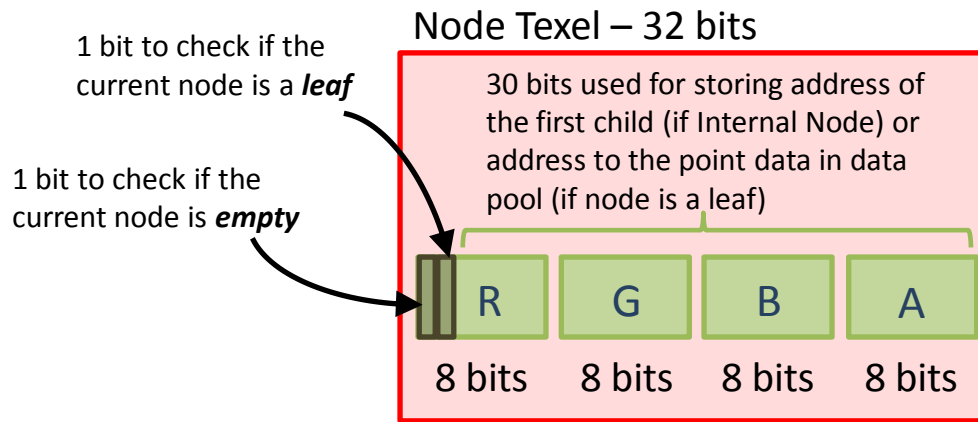 Node Texel – 32 bits
1 bit to check if the
current node is a leaf
30 bits used for storing address of
the first child (if Internal Node) or
address to the point data in data
pool (if node is a leaf)
1 bit to check if the
current node is empty
R G B A
8 bits 8 bits 8 bits 8 bits